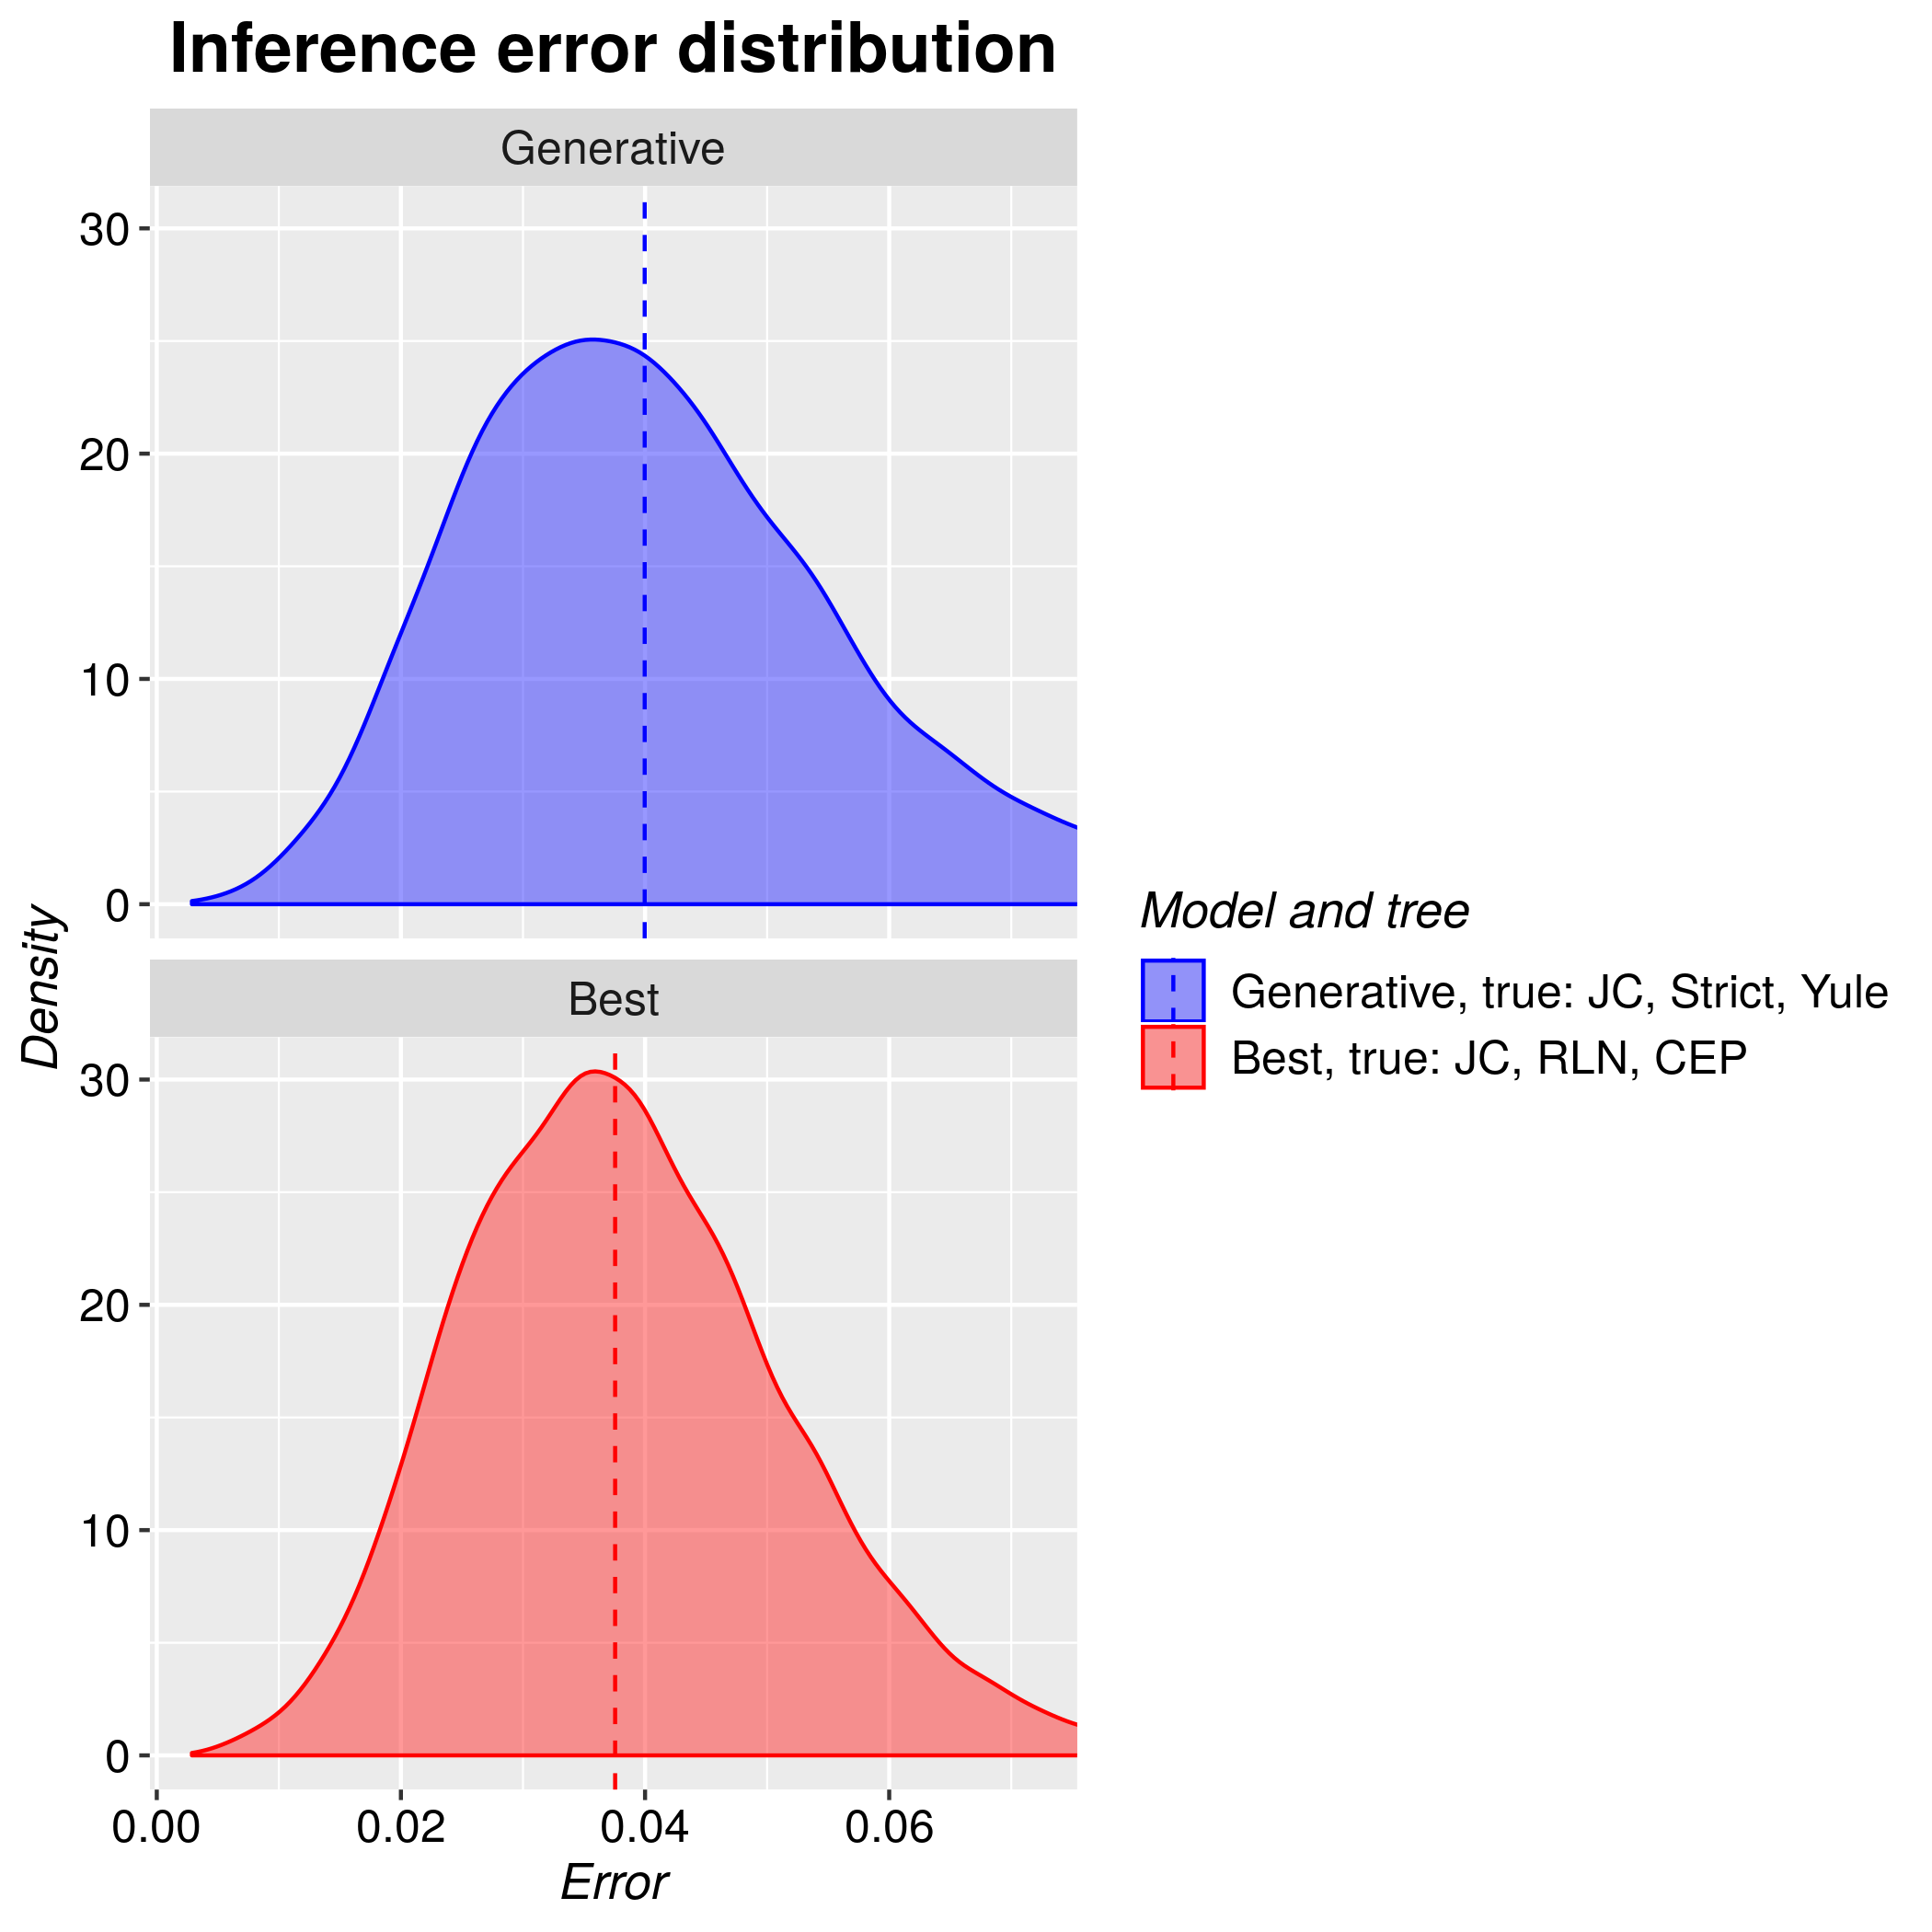 Inference error distribution
Generative
30
20
10
0
Best
30
20
10
0
0.00 0.02 0.04 0.06
Error
Density
Model and tree
Generative, true: JC, Strict, Yule
Best, true: JC, RLN, CEP